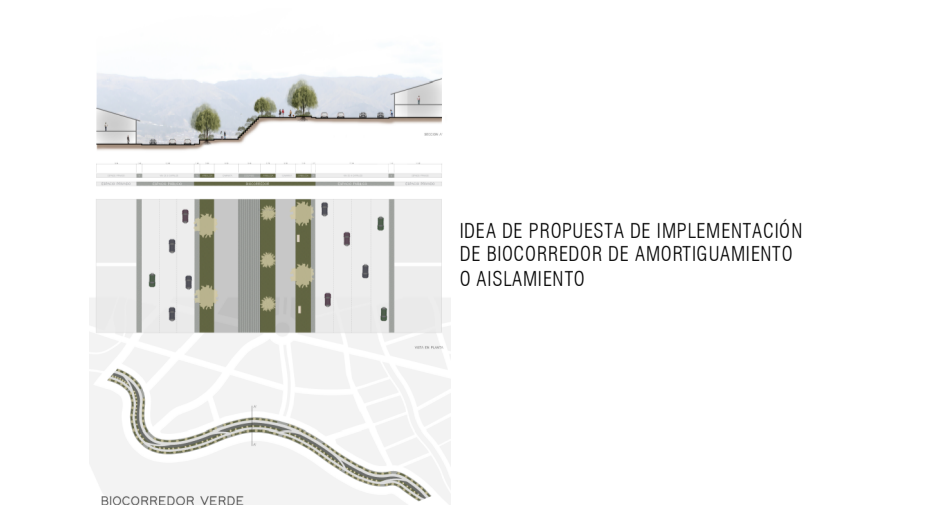 IDEA DE PROPUESTA DE IMPLEMENTACIÓN
DE BIOCORREDOR DE AMORTIGUAMIENTO
O AISLAMIENTO
BIOCORREDOR VERDE